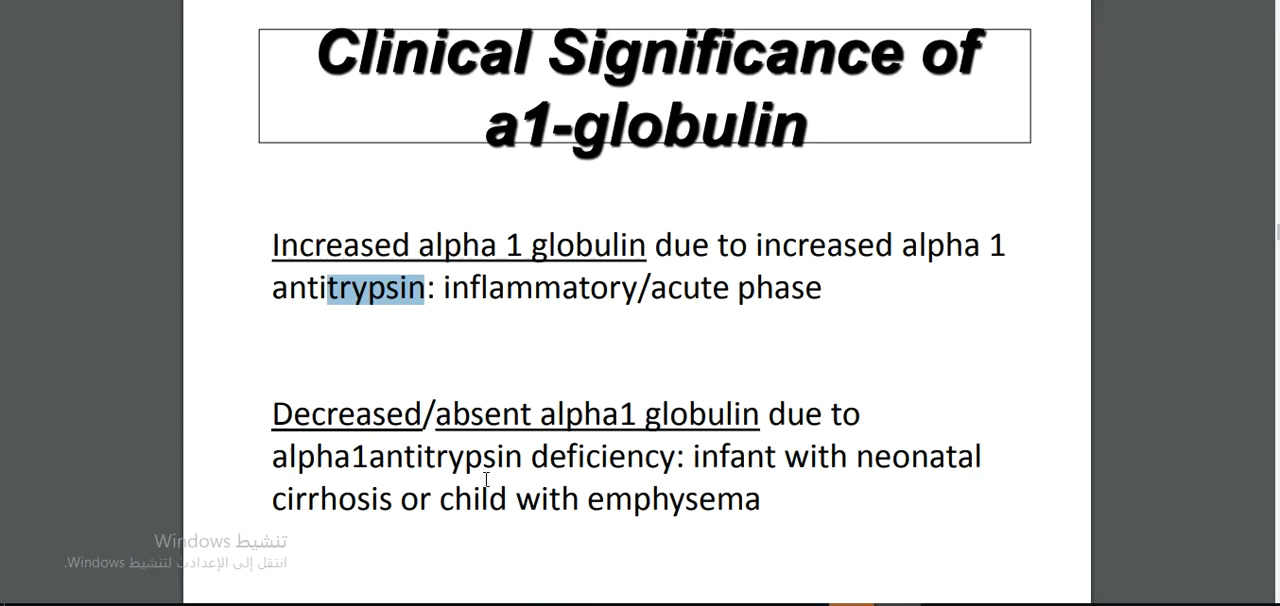 Clinical Significance of
a1-globulin
Increased alpha 1 globulin due to increased alpha 1
antitrypsin: inflammatory/acute phase
Decreased/absent alpha1 globulin due to
alpha1antitrypsin deficiency: infant with neonatal
cirrhosis or child with emphysema
تنشيط Windows
انتقل إلى الإعدادات لتنشيط Windows.